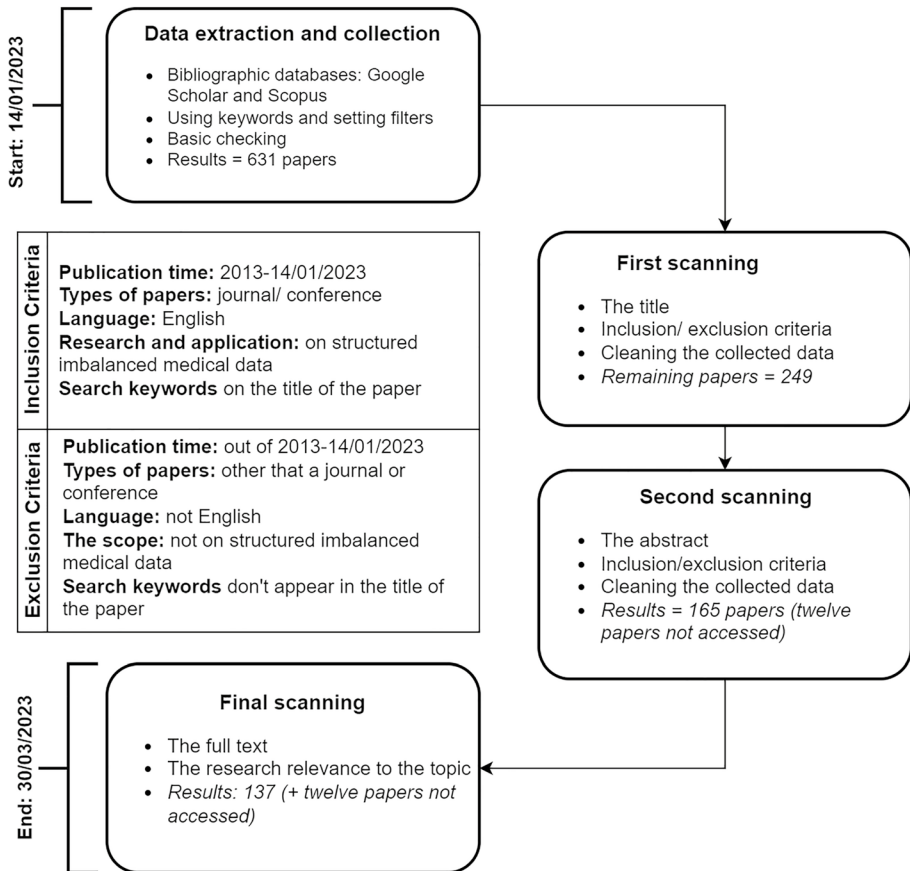 Start: 14/01/2023
Data extraction and collection
• Bibliographic databases: Google
Scholar and Scopus
• Using keywords and setting filters
• Basic checking
• Results = 631 papers
First scanning
• The title
• Inclusion/ exclusion criteria
• Cleaning the collected data
• Remaining papers = 249
Inclusion Criteria
Publication time: 2013-14/01/2023
Types of papers: journal/ conference
Language: English
Research and application: on structured
imbalanced medical data
Search keywords on the title of the paper
Exclusion Criteria
Publication time: out of 2013-14/01/2023
Types of papers: other that a journal or
conference
Language: not English
The scope: not on structured imbalanced
medical data
Search keywords don't appear in the title of
the paper
Second scanning
• The abstract
• Inclusion/exclusion criteria
• Cleaning the collected data
• Results = 165 papers (twelve
papers not accessed)
End: 30/03/2023
Final scanning
• The full text
• The research relevance to the topic
• Results: 137 (+ twelve papers not
accessed)